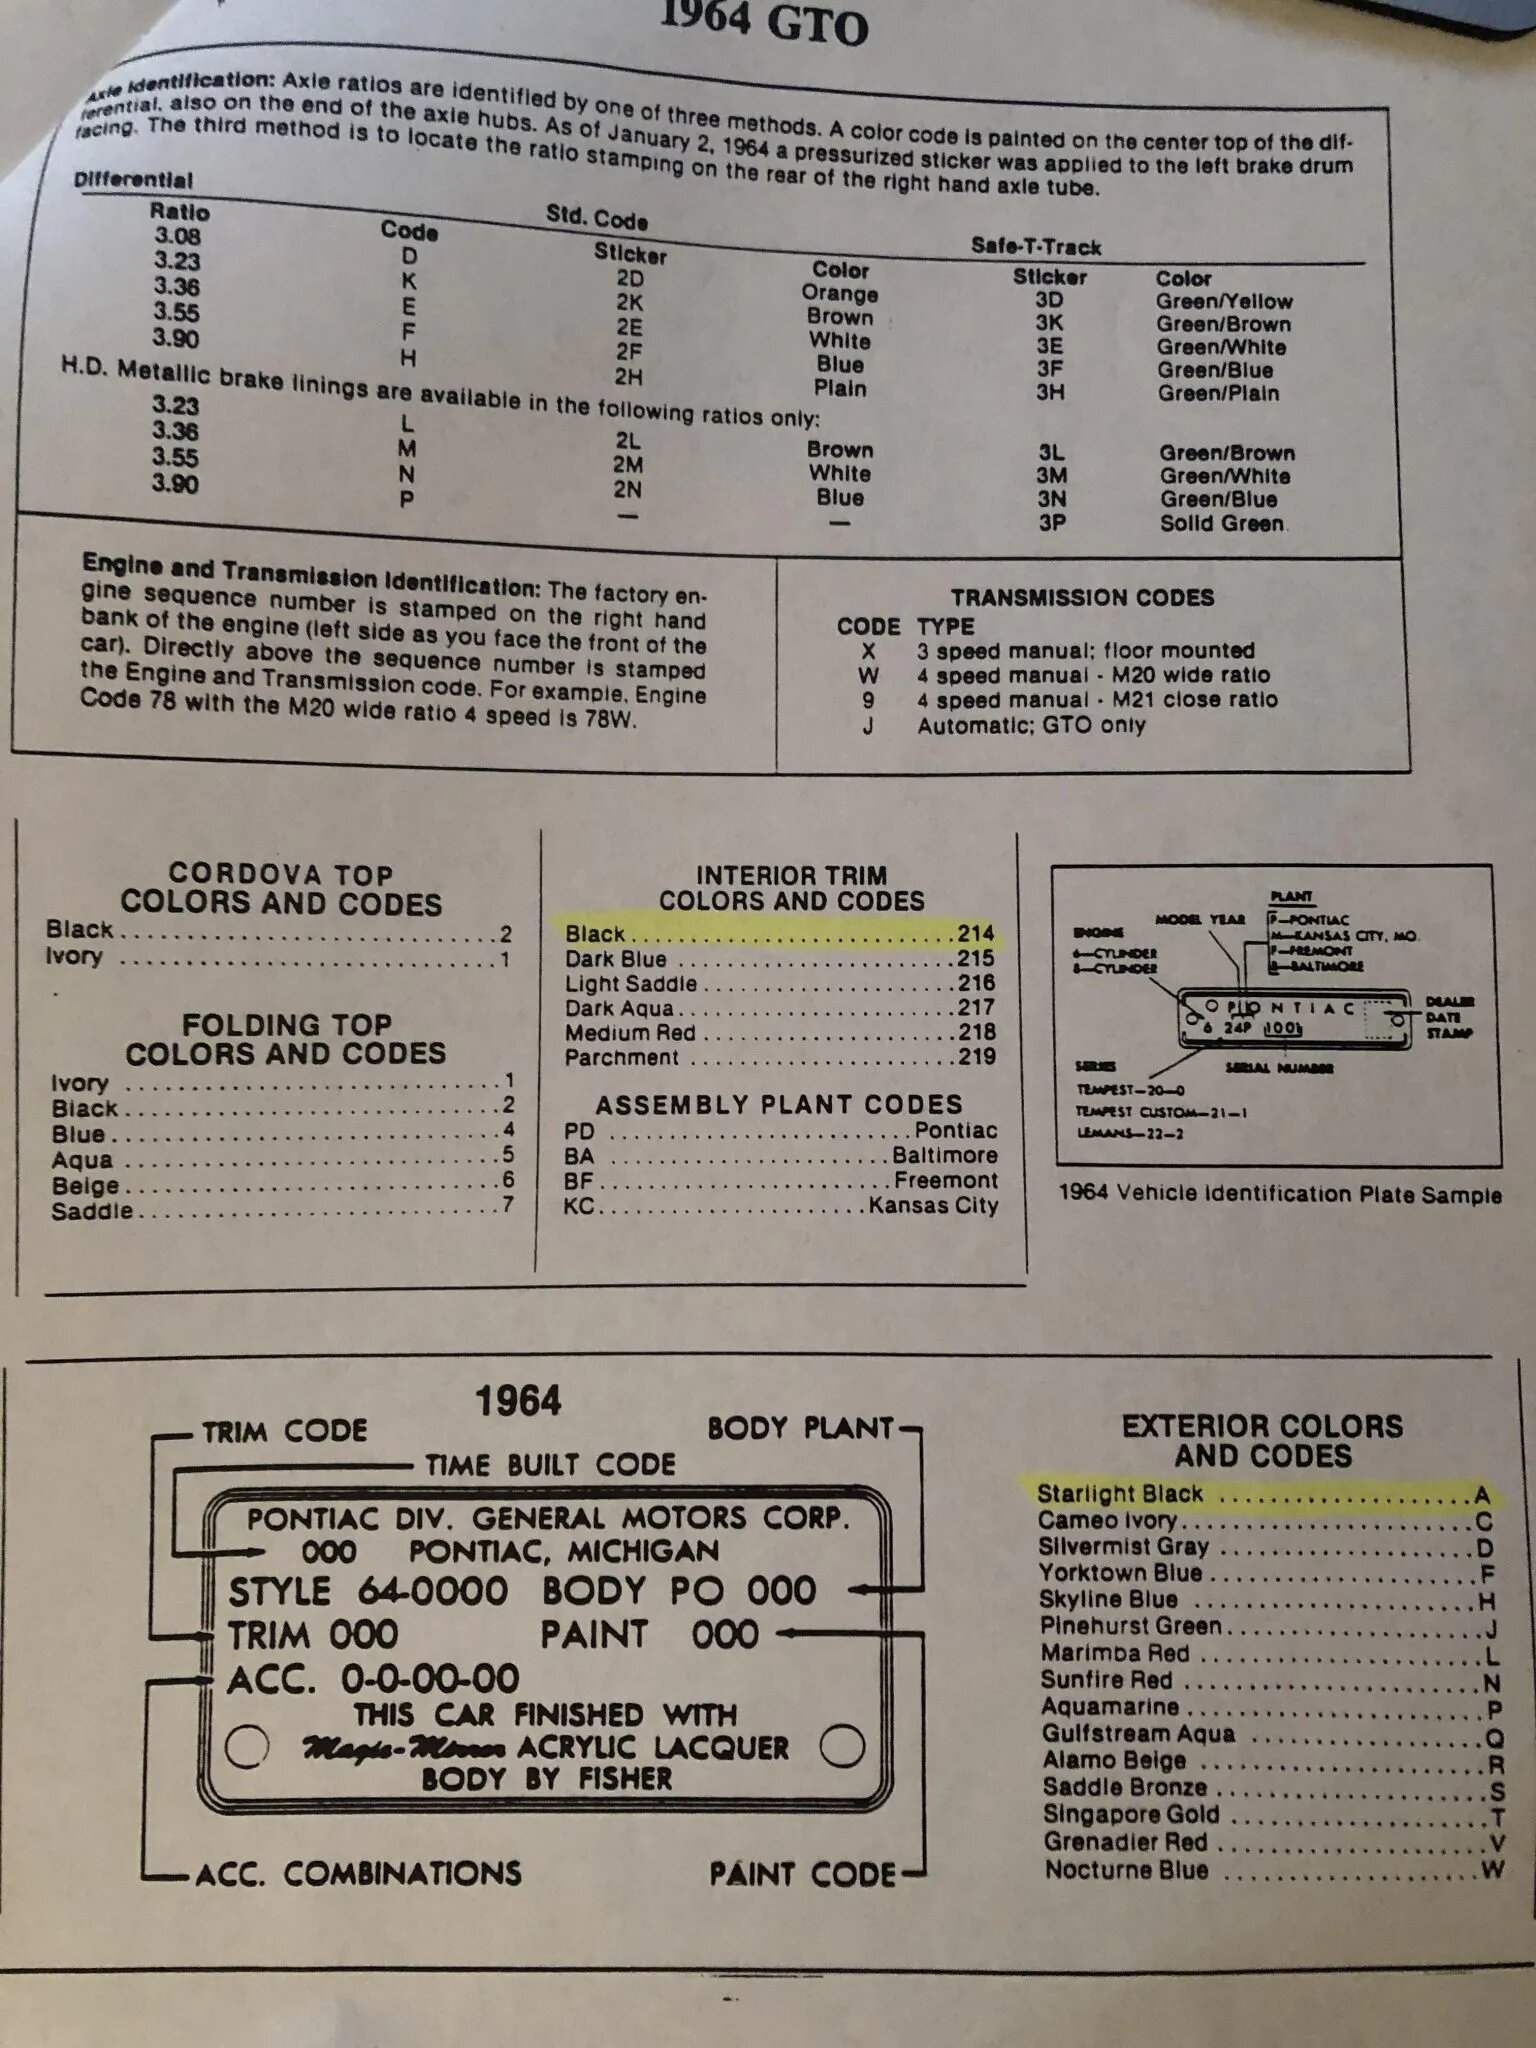 1964 GTO
Axle Identification: Axle ratios are identified by one of three methods. A color code is painted on the center top of the dif-
ferential, also on the end of the axle hubs. As of January 2, 1964 a pressurized sticker was applied to the left brake drum
facing. The third method is to locate the ratio stamping on the rear of the right hand axle tube.
Differential Std. Code Safe-T-Track
Ratio Code Sticker Color Sticker Color
3.08 D 2D Orange 3D Green/Yellow
3.23 K 2K Brown 3K Green/Brown
3.36 E 2E White 3E Green/White
3.55 F 2F Blue 3F Green/Blue
3.90 H 2H Plain 3H Green/Plain
H.D. Metallic brake linings are available in the following ratios only:
3.23 L 2L Brown 3L Green/Brown
3.36 M 2M White 3M Green/White
3.55 N 2N Blue 3N Green/Blue
3.90 P — — 3P Solid Green
Engine and Transmission Identification: The factory en-
gine sequence number is stamped on the right hand
bank of the engine (left side as you face the front of the
car). Directly above the sequence number is stamped
the Engine and Transmission code. For example, Engine
Code 78 with the M20 wide ratio 4 speed is 78W.
TRANSMISSION CODES
CODE TYPE
X 3 speed manual; floor mounted
W 4 speed manual - M20 wide ratio
9 4 speed manual - M21 close ratio
J Automatic; GTO only
CORDOVA TOP
COLORS AND CODES
Black..............................2
Ivory ..............................1
FOLDING TOP
COLORS AND CODES
Ivory ..............................1
Black..............................2
Blue..............................4
Aqua ..............................5
Beige..............................6
Saddle..............................7
INTERIOR TRIM
COLORS AND CODES
Black............................214
Dark Blue ........................215
Light Saddle......................216
Dark Aqua.........................217
Medium Red .......................218
Parchment ........................219
ASSEMBLY PLANT CODES
PD ..........................Pontiac
BA .......................Baltimore
BF........................Freemont
KC......................Kansas City
PLANT
MODEL YEAR
P—PONTIAC
M—KANSAS CITY, MO.
F—FREMONT
B—BALTIMORE
ENGINE
6—CYLINDER
8—CYLINDER
PONTIAC
6 24P 1001
DEALER
DATE
STAMP
SERIES
SERIAL NUMBER
TEMPEST—20—0
TEMPEST CUSTOM—21—1
LEMANS—22—2
1964 Vehicle Identification Plate Sample
1964
TRIM CODE
BODY PLANT
TIME BUILT CODE
PONTIAC DIV. GENERAL MOTORS CORP.
000 PONTIAC, MICHIGAN
STYLE 64-0000 BODY PO 000
TRIM 000 PAINT 000
ACC. 0-0-00-00
THIS CAR FINISHED WITH
Magic-Mirror ACRYLIC LACQUER
BODY BY FISHER
ACC. COMBINATIONS
PAINT CODE
EXTERIOR COLORS
AND CODES
Starlight Black ......................A
Cameo Ivory.........................C
Silvermist Gray ......................D
Yorktown Blue.......................F
Skyline Blue ........................H
Pinehurst Green......................J
Marimba Red ........................L
Sunfire Red .........................N
Aquamarine..........................P
Gulfstream Aqua .....................Q
Alamo Beige .........................R
Saddle Bronze........................S
Singapore Gold .......................T
Grenadier Red........................V
Nocturne Blue .......................W